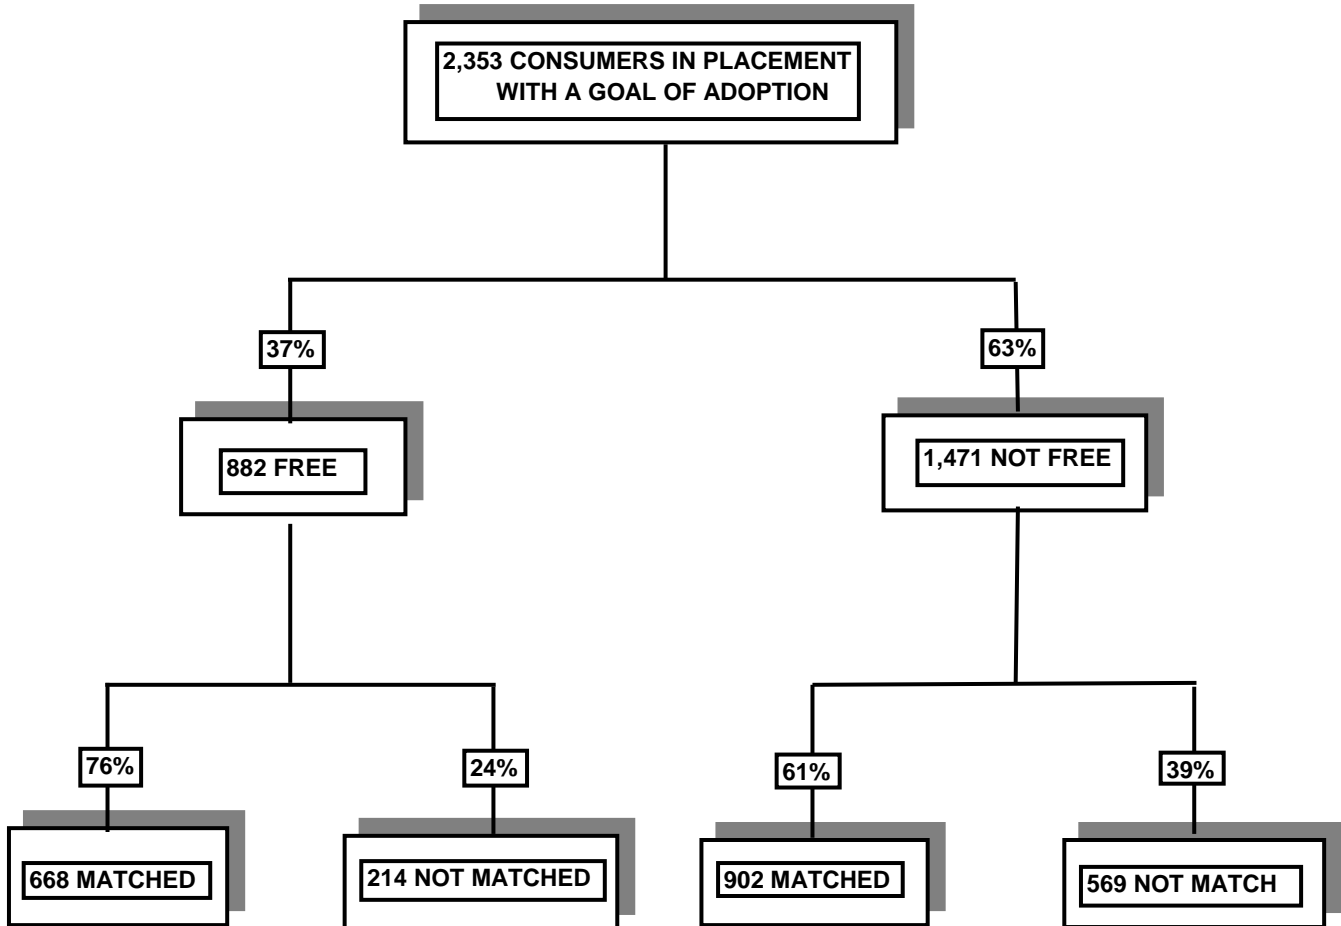 2,353 CONSUMERS IN PLACEMENT
WITH A GOAL OF ADOPTION
37%
63%
882 FREE
1,471 NOT FREE
76%
24%
61%
39%
668 MATCHED
214 NOT MATCHED
902 MATCHED
569 NOT MATCH